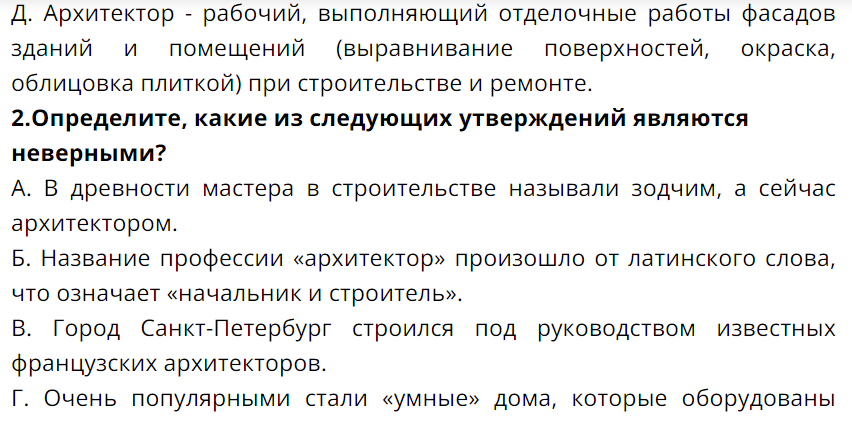 Д. Архитектор - рабочий, выполняющий отделочные работы фасадов
зданий и помещений (выравнивание поверхностей, окраска,
облицовка плиткой) при строительстве и ремонте.
2.Определите, какие из следующих утверждений являются
неверными?
А. В древности мастера в строительстве называли зодчим, а сейчас
архитектором.
Б. Название профессии «архитектор» произошло от латинского слова,
что означает «начальник и строитель».
В. Город Санкт-Петербург строился под руководством известных
французских архитекторов.
Г. Очень популярными стали «умные» дома, которые оборудованы